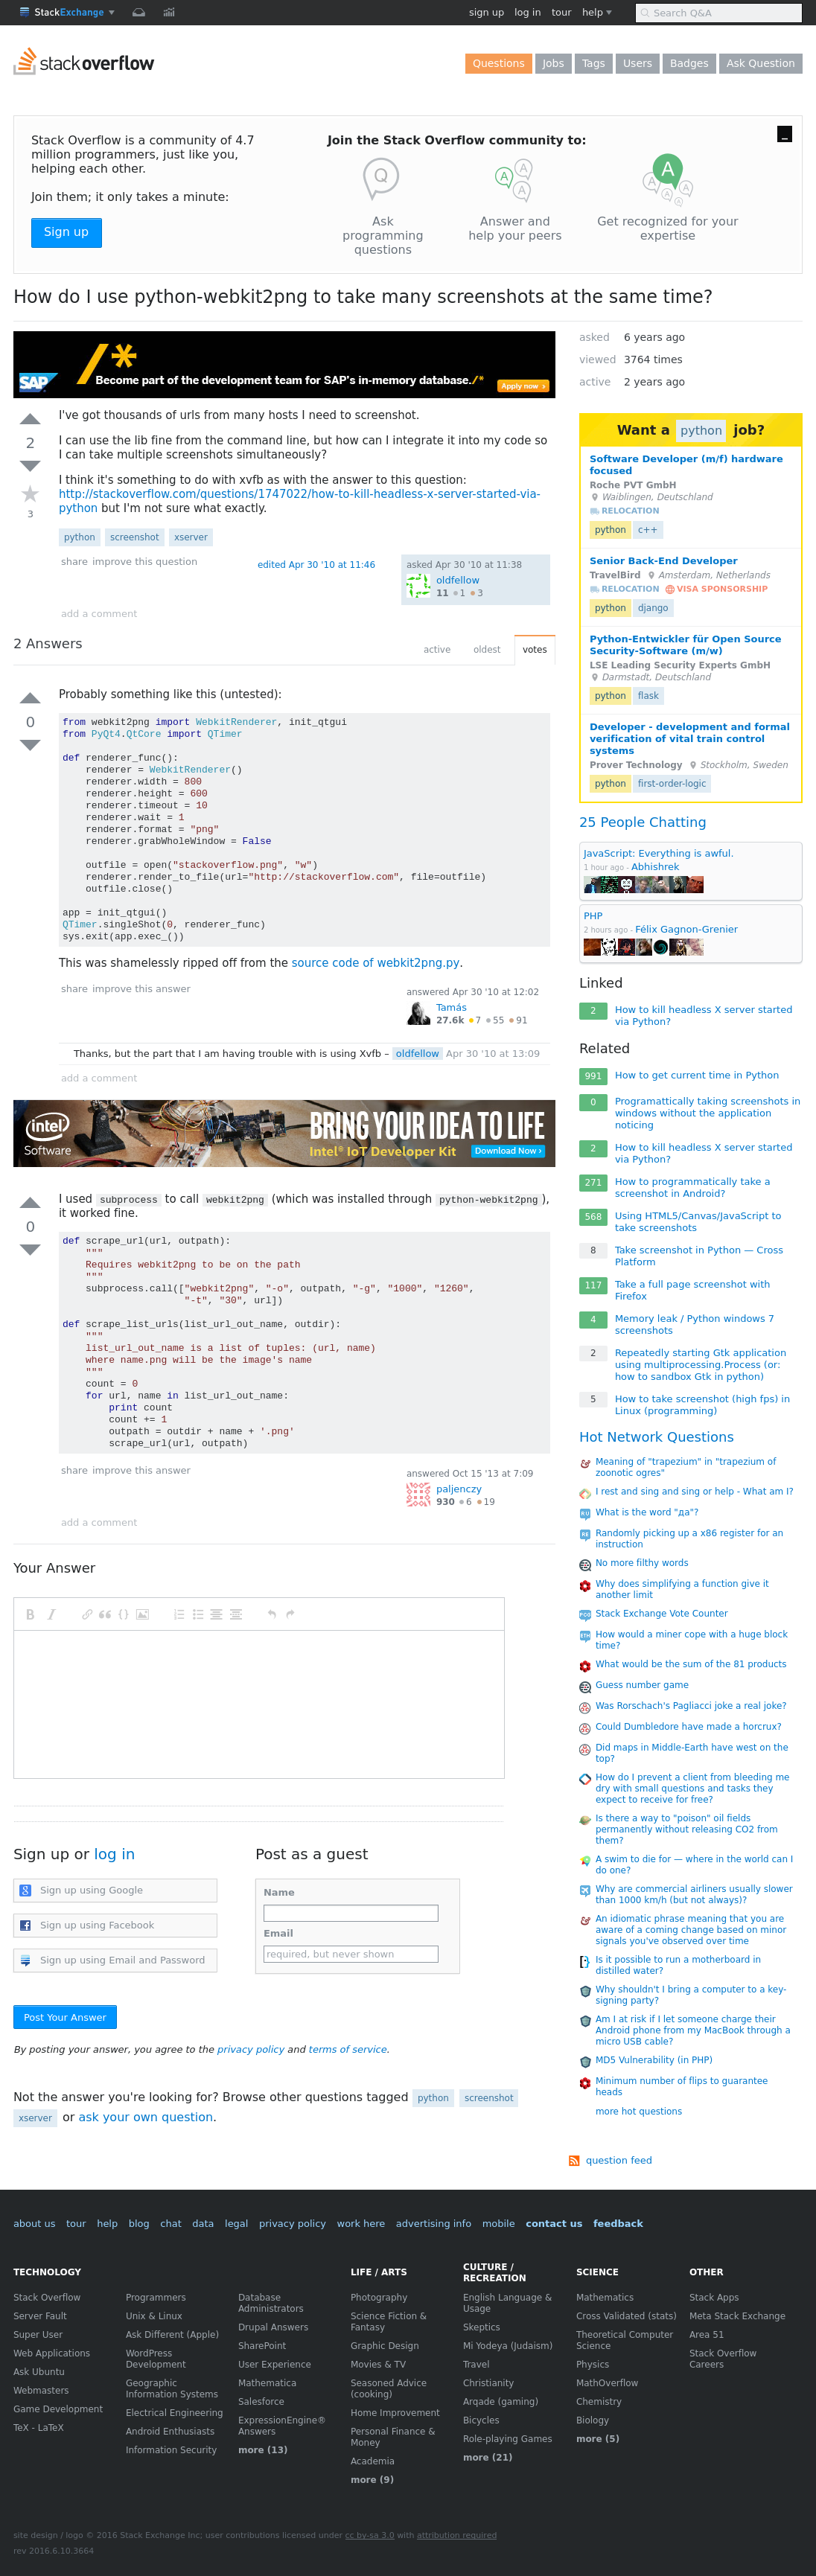 StackExchange
sign up log in tour help
Search Q&A
stackoverflow
Questions Jobs Tags Users Badges Ask Question
Stack Overflow is a community of 4.7
million programmers, just like you,
helping each other.
Join them; it only takes a minute:
Sign up
Join the Stack Overflow community to:
Ask
programming
questions
Answer and
help your peers
Get recognized for your
expertise
How do I use python-webkit2png to take many screenshots at the same time?
SAP
/*
Become part of the development team for SAP's in-memory database./*
Apply now ›
2
3
I've got thousands of urls from many hosts I need to screenshot.
I can use the lib fine from the command line, but how can I integrate it into my code so
I can take multiple screenshots simultaneously?
I think it's something to do with xvfb as with the answer to this question:
http://stackoverflow.com/questions/1747022/how-to-kill-headless-x-server-started-via-
python but I'm not sure what exactly.
python screenshot xserver
share improve this question
edited Apr 30 '10 at 11:46
asked Apr 30 '10 at 11:38
oldfellow
11 1 3
add a comment
2 Answers
active oldest votes
0
Probably something like this (untested):
from webkit2png import WebkitRenderer, init_qtgui
from PyQt4.QtCore import QTimer
def renderer_func():
renderer = WebkitRenderer()
renderer.width = 800
renderer.height = 600
renderer.timeout = 10
renderer.wait = 1
renderer.format = "png"
renderer.grabWholeWindow = False
outfile = open("stackoverflow.png", "w")
renderer.render_to_file(url="http://stackoverflow.com", file=outfile)
outfile.close()
app = init_qtgui()
QTimer.singleShot(0, renderer_func)
sys.exit(app.exec_())
This was shamelessly ripped off from the source code of webkit2png.py.
share improve this answer
answered Apr 30 '10 at 12:02
Tamás
27.6k 7 55 91
Thanks, but the part that I am having trouble with is using Xvfb – oldfellow Apr 30 '10 at 13:09
add a comment
intel
Software
BRING YOUR IDEA TO LIFE
Intel® IoT Developer Kit
Download Now ›
0
I used subprocess to call webkit2png (which was installed through python-webkit2png),
it worked fine.
def scrape_url(url, outpath):
"""
Requires webkit2png to be on the path
"""
subprocess.call(["webkit2png", "-o", outpath, "-g", "1000", "1260",
"-t", "30", url])
def scrape_list_urls(list_url_out_name, outdir):
"""
list_url_out_name is a list of tuples: (url, name)
where name.png will be the image's name
"""
count = 0
for url, name in list_url_out_name:
print count
count += 1
outpath = outdir + name + '.png'
scrape_url(url, outpath)
share improve this answer
answered Oct 15 '13 at 7:09
paljenczy
930 6 19
add a comment
Your Answer
Sign up or log in
Sign up using Google
Sign up using Facebook
Sign up using Email and Password
Post as a guest
Name
Email
required, but never shown
Post Your Answer
By posting your answer, you agree to the privacy policy and terms of service.
Not the answer you're looking for? Browse other questions tagged python screenshot
xserver or ask your own question.
asked 6 years ago
viewed 3764 times
active 2 years ago
Want a python job?
Software Developer (m/f) hardware
focused
Roche PVT GmbH
Waiblingen, Deutschland
RELOCATION
python c++
Senior Back-End Developer
TravelBird Amsterdam, Netherlands
RELOCATION VISA SPONSORSHIP
python django
Python-Entwickler für Open Source
Security-Software (m/w)
LSE Leading Security Experts GmbH
Darmstadt, Deutschland
python flask
Developer - development and formal
verification of vital train control
systems
Prover Technology Stockholm, Sweden
python first-order-logic
25 People Chatting
JavaScript: Everything is awful.
1 hour ago - Abhishrek
PHP
2 hours ago - Félix Gagnon-Grenier
Linked
2 How to kill headless X server started
via Python?
Related
991 How to get current time in Python
0 Programattically taking screenshots in
windows without the application
noticing
2 How to kill headless X server started
via Python?
271 How to programmatically take a
screenshot in Android?
568 Using HTML5/Canvas/JavaScript to
take screenshots
8 Take screenshot in Python — Cross
Platform
117 Take a full page screenshot with
Firefox
4 Memory leak / Python windows 7
screenshots
2 Repeatedly starting Gtk application
using multiprocessing.Process (or:
how to sandbox Gtk in python)
5 How to take screenshot (high fps) in
Linux (programming)
Hot Network Questions
Meaning of "trapezium" in "trapezium of
zoonotic ogres"
I rest and sing and sing or help - What am I?
What is the word "да"?
Randomly picking up a x86 register for an
instruction
No more filthy words
Why does simplifying a function give it
another limit
Stack Exchange Vote Counter
How would a miner cope with a huge block
time?
What would be the sum of the 81 products
Guess number game
Was Rorschach's Pagliacci joke a real joke?
Could Dumbledore have made a horcrux?
Did maps in Middle-Earth have west on the
top?
How do I prevent a client from bleeding me
dry with small questions and tasks they
expect to receive for free?
Is there a way to "poison" oil fields
permanently without releasing CO2 from
them?
A swim to die for — where in the world can I
do one?
Why are commercial airliners usually slower
than 1000 km/h (but not always)?
An idiomatic phrase meaning that you are
aware of a coming change based on minor
signals you've observed over time
Is it possible to run a motherboard in
distilled water?
Why shouldn't I bring a computer to a key-
signing party?
Am I at risk if I let someone charge their
Android phone from my MacBook through a
micro USB cable?
MD5 Vulnerability (in PHP)
Minimum number of flips to guarantee
heads
more hot questions
question feed
about us tour help blog chat data legal privacy policy work here advertising info mobile contact us feedback
TECHNOLOGY
Stack Overflow
Server Fault
Super User
Web Applications
Ask Ubuntu
Webmasters
Game Development
TeX - LaTeX
Programmers
Unix & Linux
Ask Different (Apple)
WordPress
Development
Geographic
Information Systems
Electrical Engineering
Android Enthusiasts
Information Security
Database
Administrators
Drupal Answers
SharePoint
User Experience
Mathematica
Salesforce
ExpressionEngine®
Answers
more (13)
LIFE / ARTS
Photography
Science Fiction &
Fantasy
Graphic Design
Movies & TV
Seasoned Advice
(cooking)
Home Improvement
Personal Finance &
Money
Academia
more (9)
CULTURE /
RECREATION
English Language &
Usage
Skeptics
Mi Yodeya (Judaism)
Travel
Christianity
Arqade (gaming)
Bicycles
Role-playing Games
more (21)
SCIENCE
Mathematics
Cross Validated (stats)
Theoretical Computer
Science
Physics
MathOverflow
Chemistry
Biology
more (5)
OTHER
Stack Apps
Meta Stack Exchange
Area 51
Stack Overflow
Careers
site design / logo © 2016 Stack Exchange Inc; user contributions licensed under cc by-sa 3.0 with attribution required
rev 2016.6.10.3664